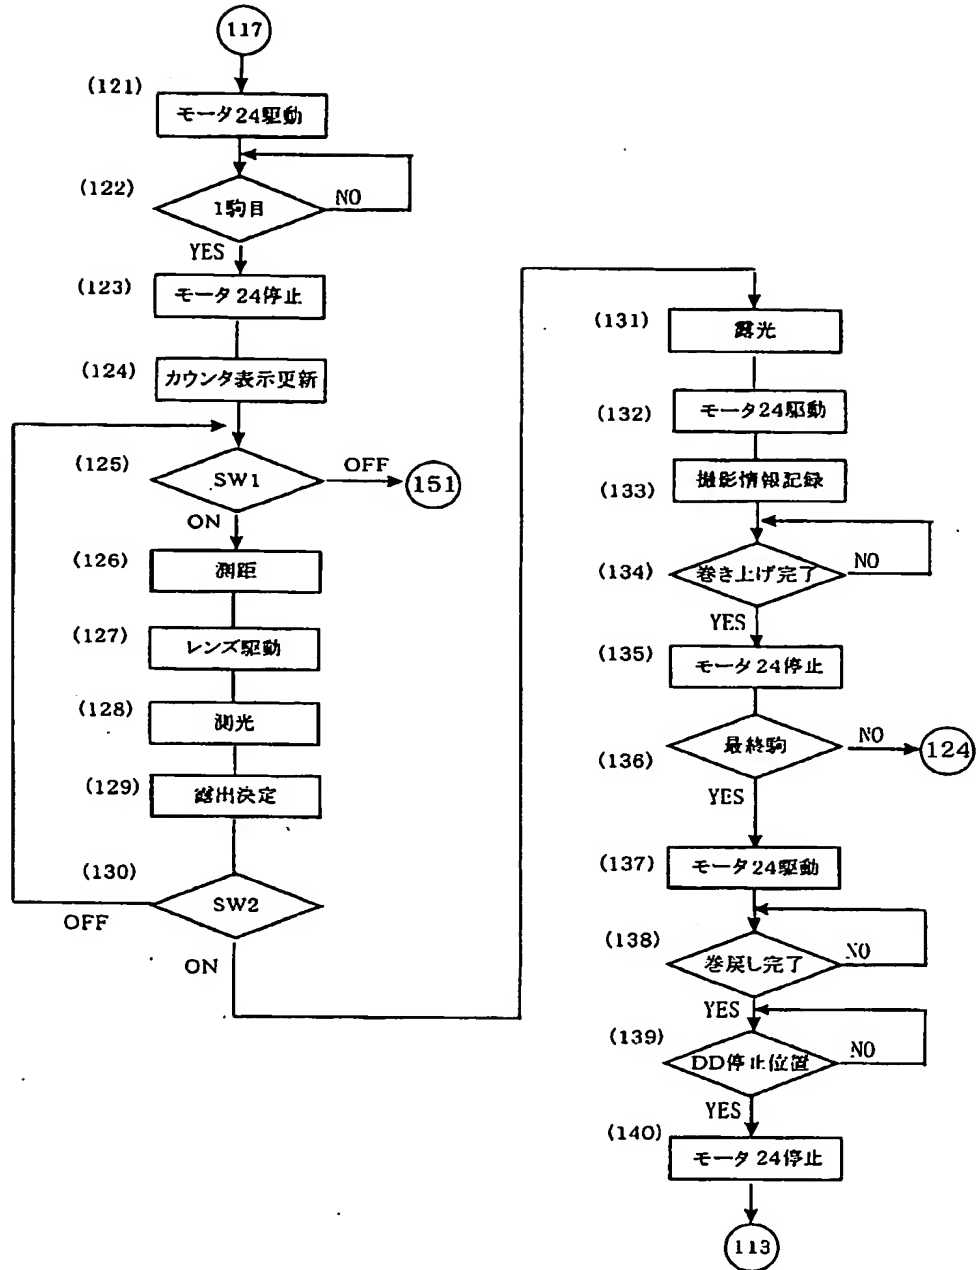 117
(121)
モータ24駆動
(122)
1駒目
NO
YES
(123)
モータ24停止
(124)
カウンタ表示更新
(125)
SW1
OFF
151
ON
(126)
測距
(127)
レンズ駆動
(128)
測光
(129)
露出決定
(130)
SW2
OFF
ON
(131)
露光
(132)
モータ24駆動
(133)
撮影情報記録
(134)
巻き上げ完了
NO
YES
(135)
モータ24停止
(136)
最終駒
NO
124
YES
(137)
モータ24駆動
(138)
巻戻し完了
NO
YES
(139)
DD停止位置
NO
YES
(140)
モータ24停止
113